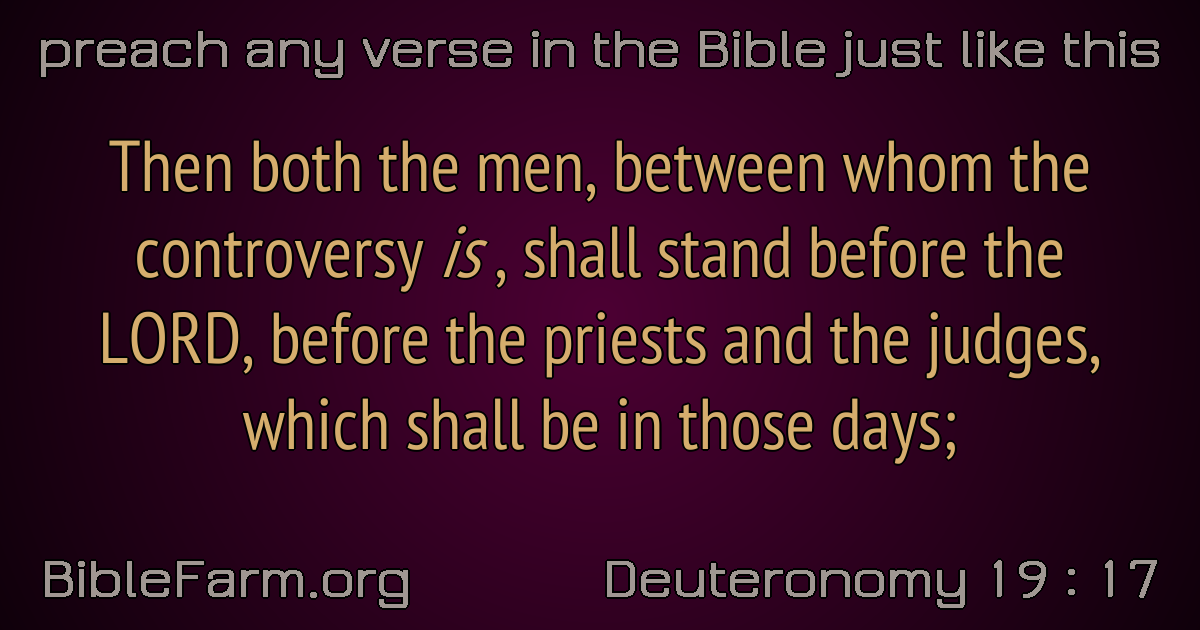 preach any verse in the Bible just like this
Then both the men, between whom the
controversy is , shall stand before the
LORD, before the priests and the judges,
which shall be in those days;
BibleFarm.org
Deuteronomy 19 : 17